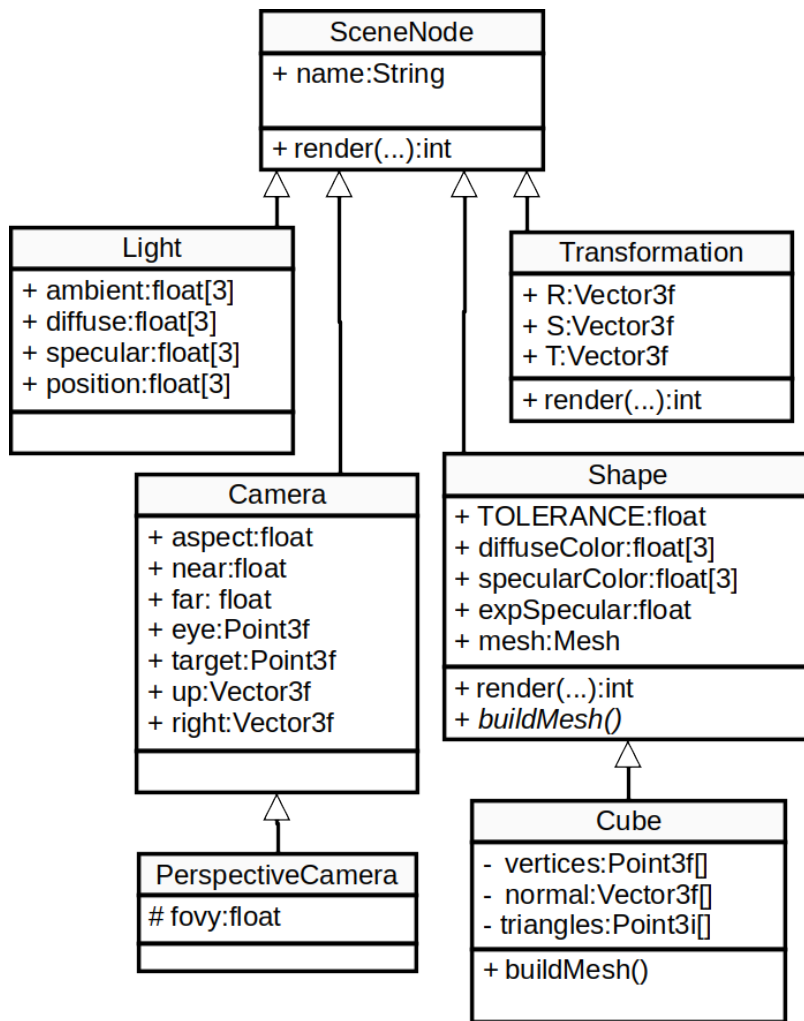 SceneNode
+ name:String
+ render(...):int
Light
+ ambient:float[3]
+ diffuse:float[3]
+ specular:float[3]
+ position:float[3]
Transformation
+ R:Vector3f
+ S:Vector3f
+ T:Vector3f
+ render(...):int
Camera
+ aspect:float
+ near:float
+ far: float
+ eye:Point3f
+ target:Point3f
+ up:Vector3f
+ right:Vector3f
Shape
+ TOLERANCE:float
+ diffuseColor:float[3]
+ specularColor:float[3]
+ expSpecular:float
+ mesh:Mesh
+ render(...):int
+ buildMesh()
PerspectiveCamera
# fovy:float
Cube
- vertices:Point3f[]
- normal:Vector3f[]
- triangles:Point3i[]
+ buildMesh()